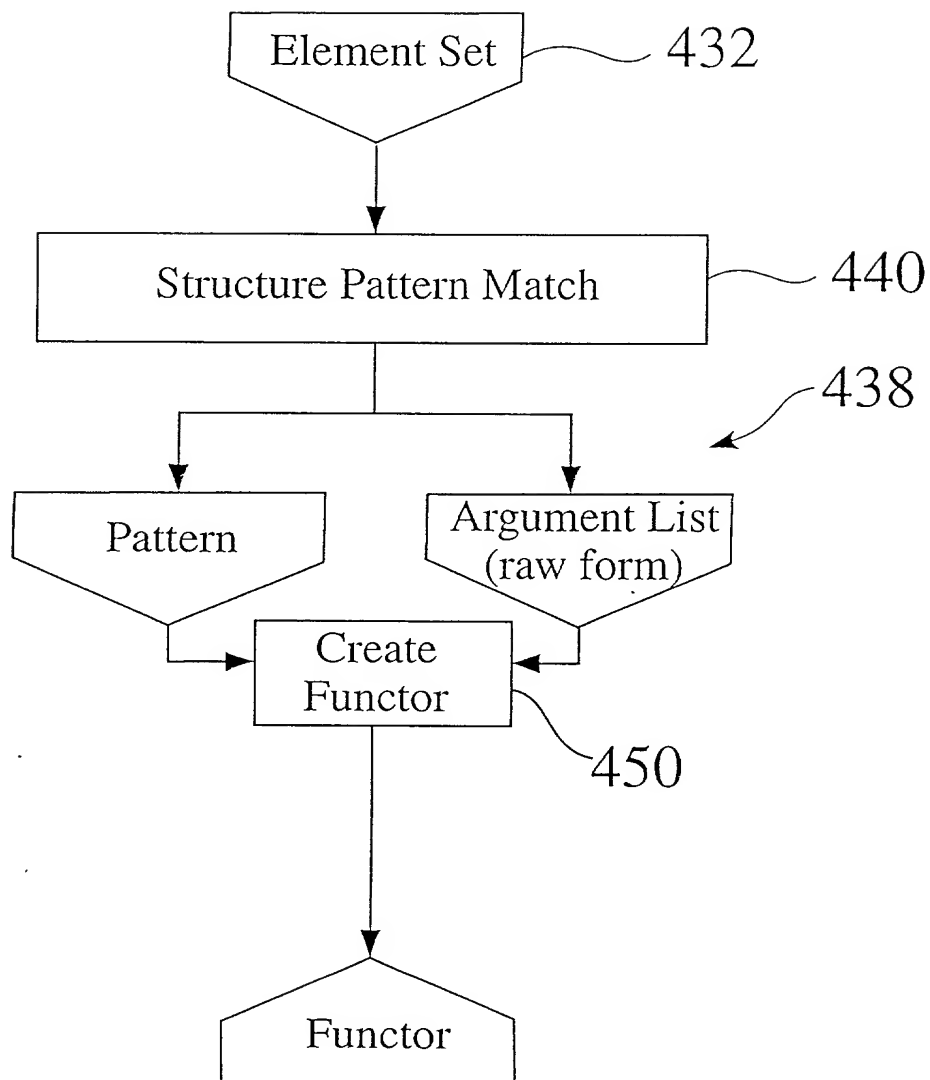 Element Set
432
Structure Pattern Match
440
438
Pattern
Argument List
(raw form)
Create
Functor
450
Functor